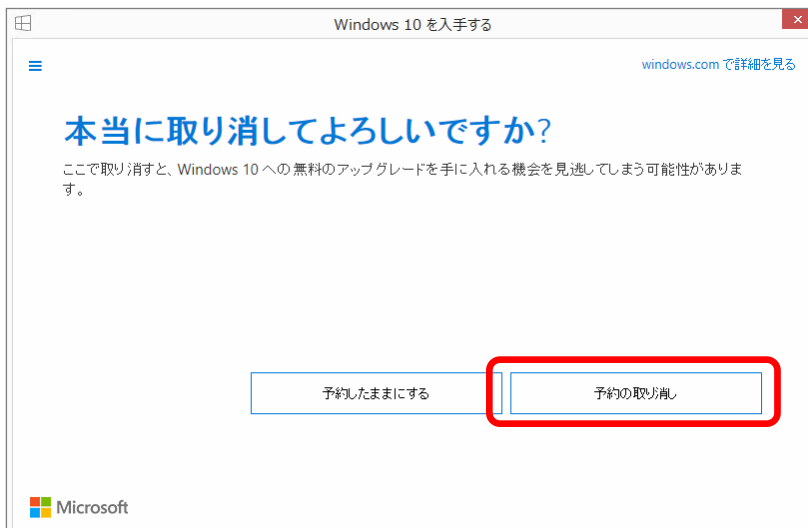 Windows 10 を入手する
windows.com で詳細を見る
本当に取り消してよろしいですか?
ここで取り消すと、Windows 10 への無料のアップグレードを手に入れる機会を見逃してしまう可能性がありま
す。
予約したままにする
予約の取り消し
Microsoft